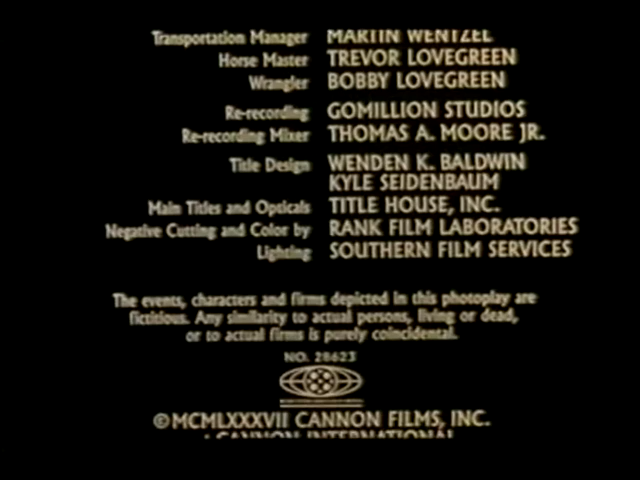 Transportation Manager MARTIN WENTZEL
Horse Master TREVOR LOVEGREEN
Wrangler BOBBY LOVEGREEN
Re-recording GOMILLION STUDIOS
Re-recording Mixer THOMAS A. MOORE JR.
Title Design WENDEN K. BALDWIN
KYLE SEIDENBAUM
Main Titles and Opticals TITLE HOUSE, INC.
Negative Cutting and Color by RANK FILM LABORATORIES
Lighting SOUTHERN FILM SERVICES
The events, characters and firms depicted in this photoplay are
fictitious. Any similarity to actual persons, living or dead,
or to actual firms is purely coincidental.
NO. 28623
©MCMLXXXVII CANNON FILMS, INC.
CANNON INTERNATIONAL